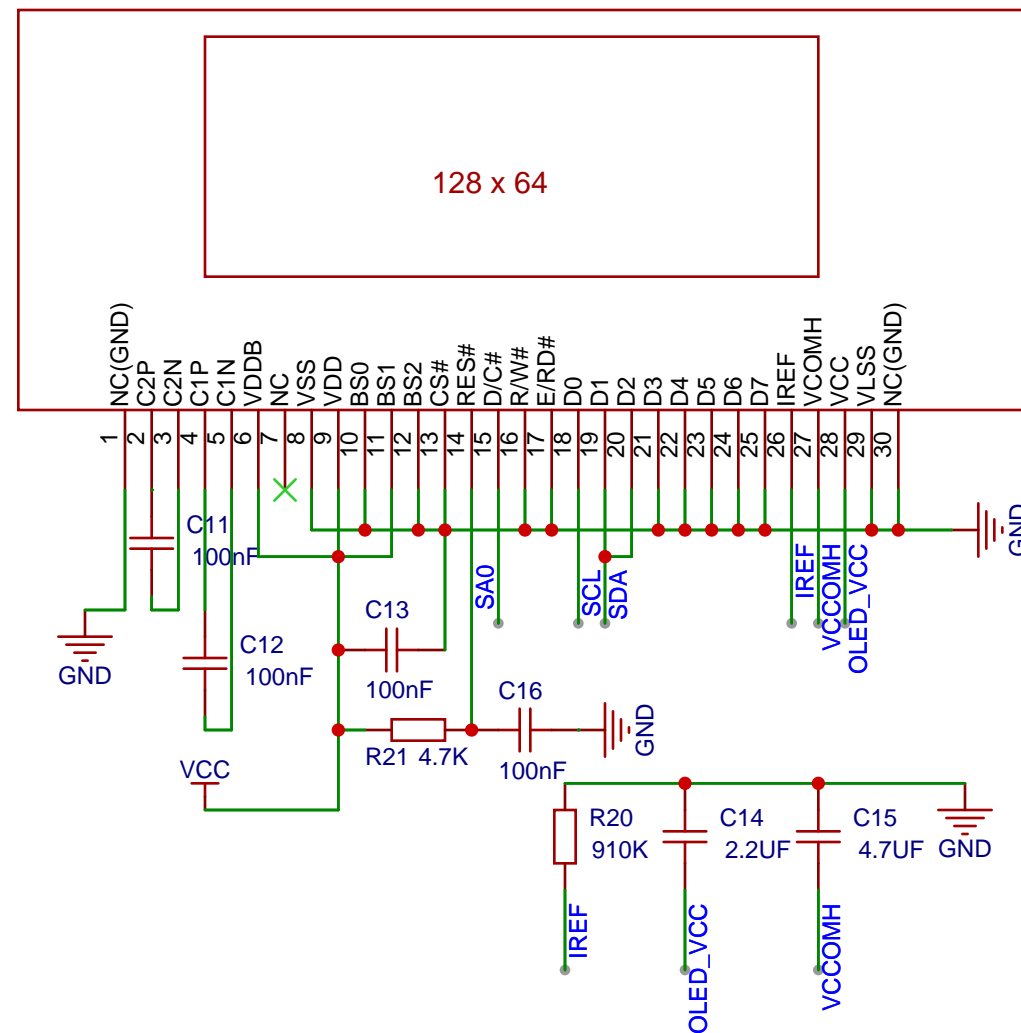 128 x 64
NC(GND)
C2P
C2N
C1P
C1N
VDDB
NC
VSS
VDD
BS0
BS1
BS2
CS#
RES#
D/C#
R/W#
E/RD#
D0
D1
D2
D3
D4
D5
D6
D7
IREF
VCOMH
VCC
VLSS
NC(GND)
1
2
3
4
5
6
7
8
9
10
11
12
13
14
15
16
17
18
19
20
21
22
23
24
25
26
27
28
29
30
C11
100nF
GND
SA0
SCL
SDA
IREF
VCCOMH
OLED_VCC
GND
C12
100nF
C13
100nF
C16
100nF
GND
R21 4.7K
VCC
R20
910K
C14
2.2UF
C15
4.7UF
GND
IREF
OLED_VCC
VCCOMH